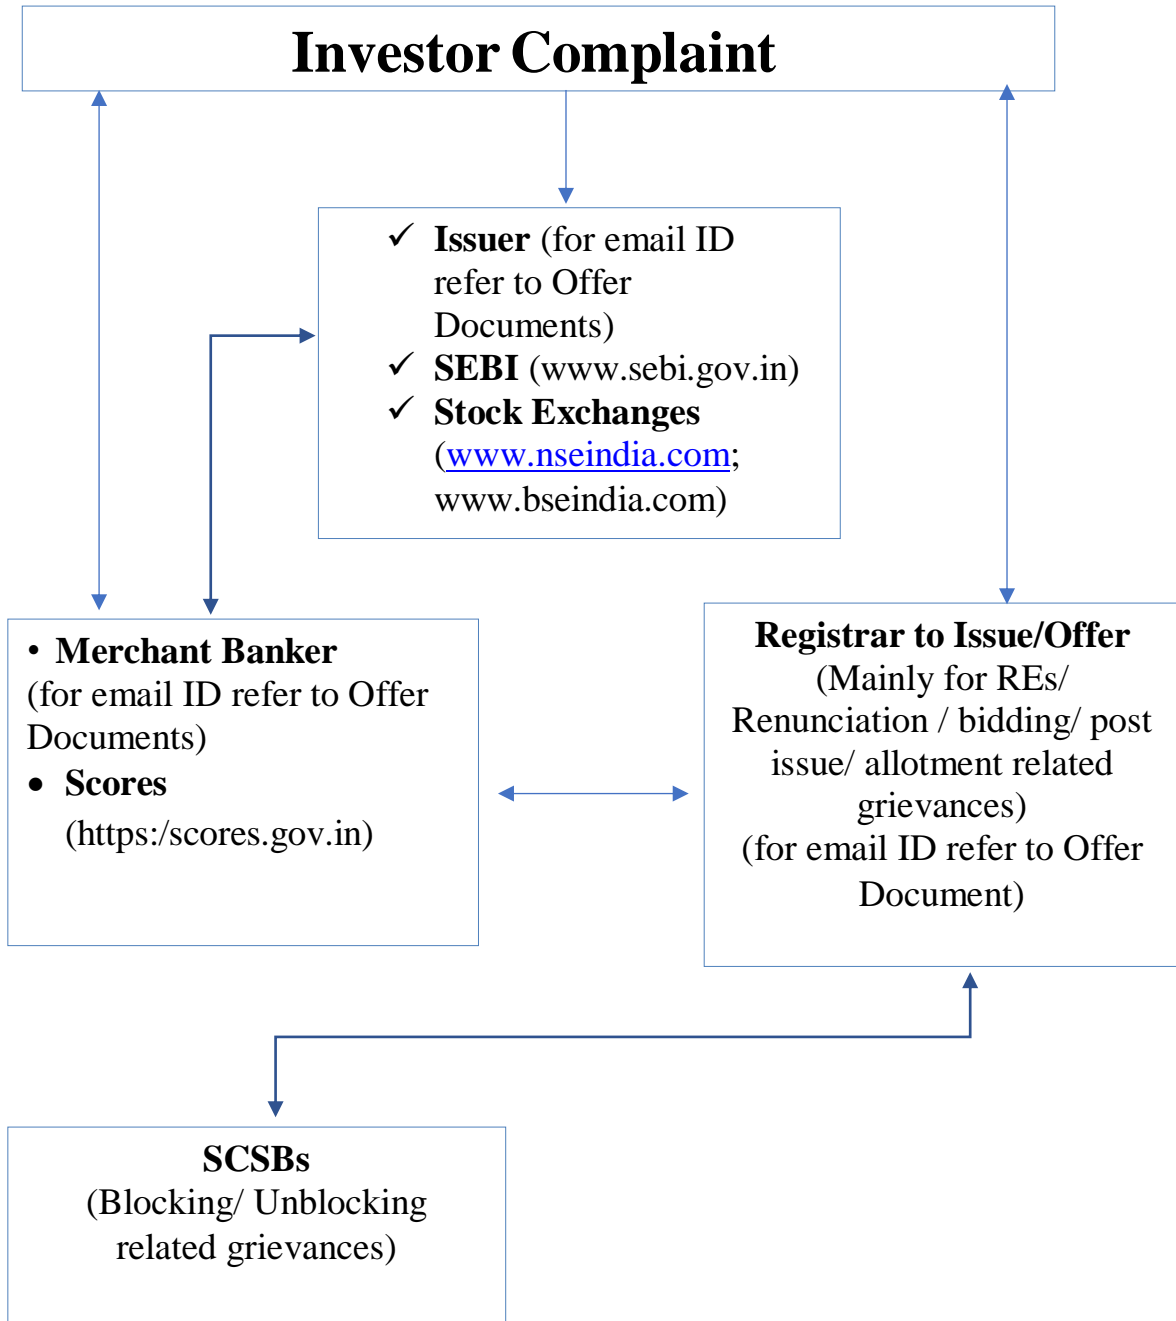 Investor Complaint
✓ Issuer (for email ID
refer to Offer
Documents)
✓ SEBI (www.sebi.gov.in)
✓ Stock Exchanges
(www.nseindia.com;
www.bseindia.com)
• Merchant Banker
(for email ID refer to Offer
Documents)
• Scores
(https:/scores.gov.in)
Registrar to Issue/Offer
(Mainly for REs/
Renunciation / bidding/ post
issue/ allotment related
grievances)
(for email ID refer to Offer
Document)
SCSBs
(Blocking/ Unblocking
related grievances)